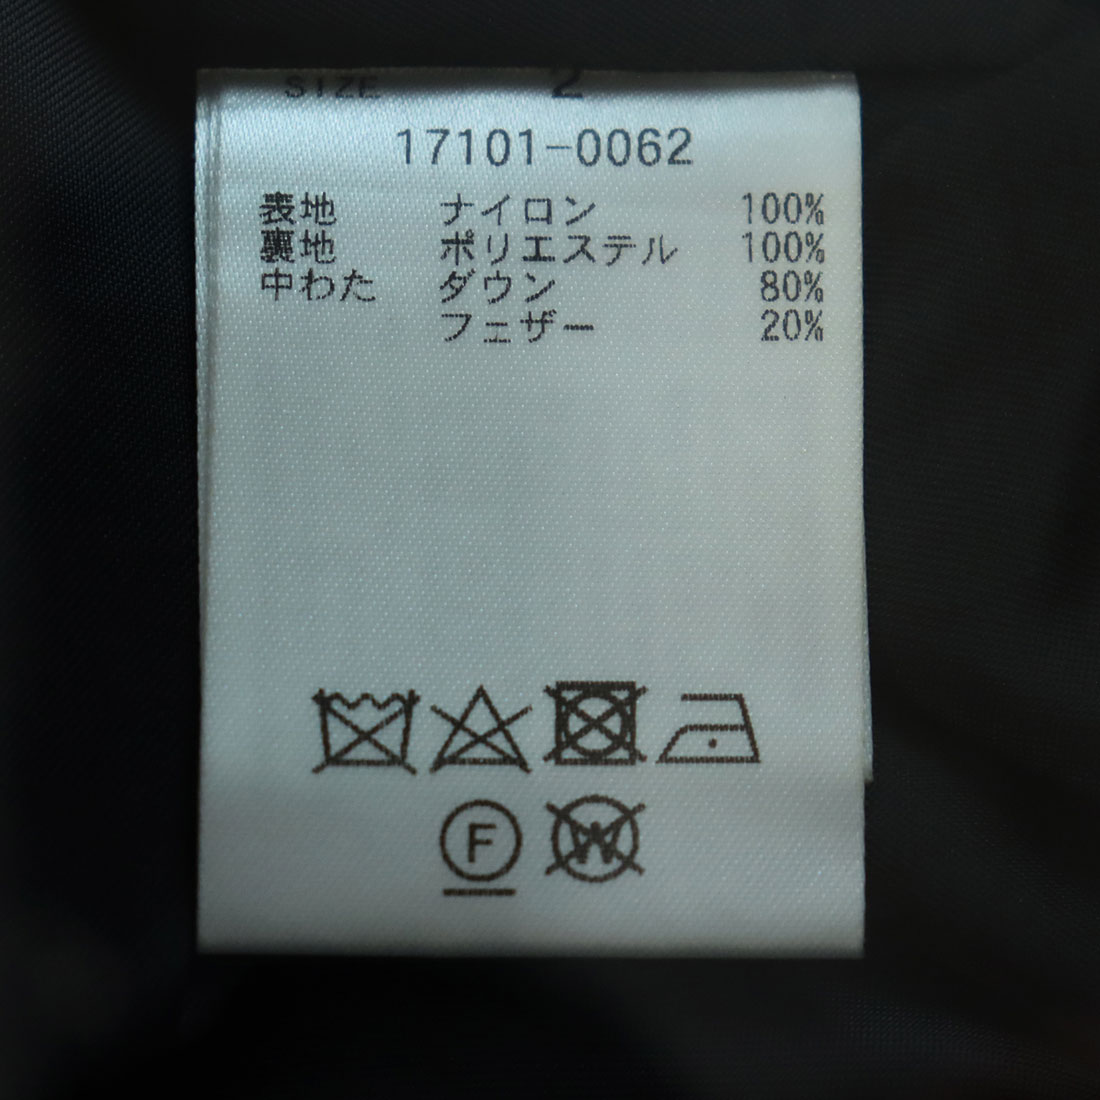 SIZE 2
17101-0062
表地 ナイロン 100%
裏地 ポリエステル 100%
中わた ダウン 80%
フェザー 20%
F W